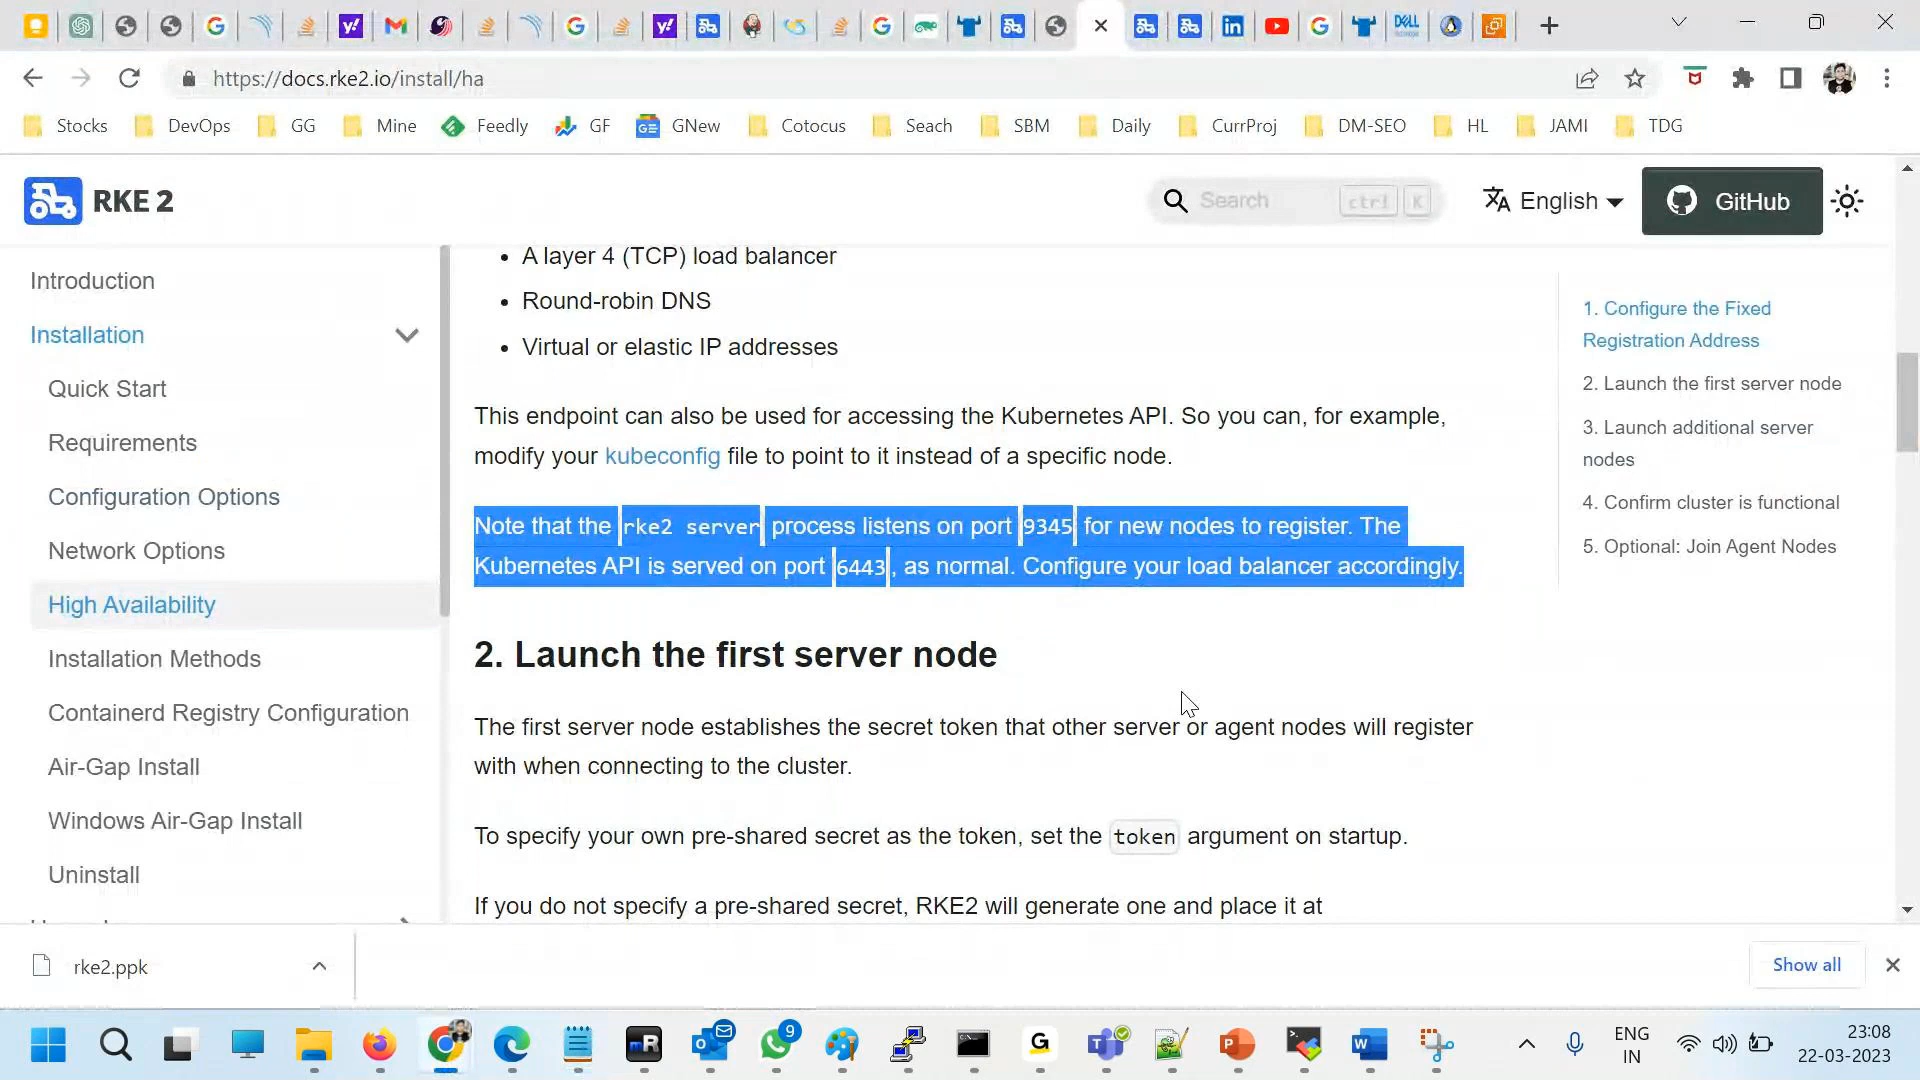 https://docs.rke2.io/install/ha
Stocks DevOps GG Mine Feedly GF GNew Cotocus Seach SBM Daily CurrProj DM-SEO HL JAMI TDG
RKE 2
Search ctrl K
English
GitHub
Introduction
Installation
Quick Start
Requirements
Configuration Options
Network Options
High Availability
Installation Methods
Containerd Registry Configuration
Air-Gap Install
Windows Air-Gap Install
Uninstall
• A layer 4 (TCP) load balancer
• Round-robin DNS
• Virtual or elastic IP addresses
This endpoint can also be used for accessing the Kubernetes API. So you can, for example,
modify your kubeconfig file to point to it instead of a specific node.
Note that the rke2 server process listens on port 9345 for new nodes to register. The
Kubernetes API is served on port 6443, as normal. Configure your load balancer accordingly.
2. Launch the first server node
The first server node establishes the secret token that other server or agent nodes will register
with when connecting to the cluster.
To specify your own pre-shared secret as the token, set the token argument on startup.
If you do not specify a pre-shared secret, RKE2 will generate one and place it at
1. Configure the Fixed
Registration Address
2. Launch the first server node
3. Launch additional server
nodes
4. Confirm cluster is functional
5. Optional: Join Agent Nodes
rke2.ppk
Show all
9
ENG
IN
23:08
22-03-2023